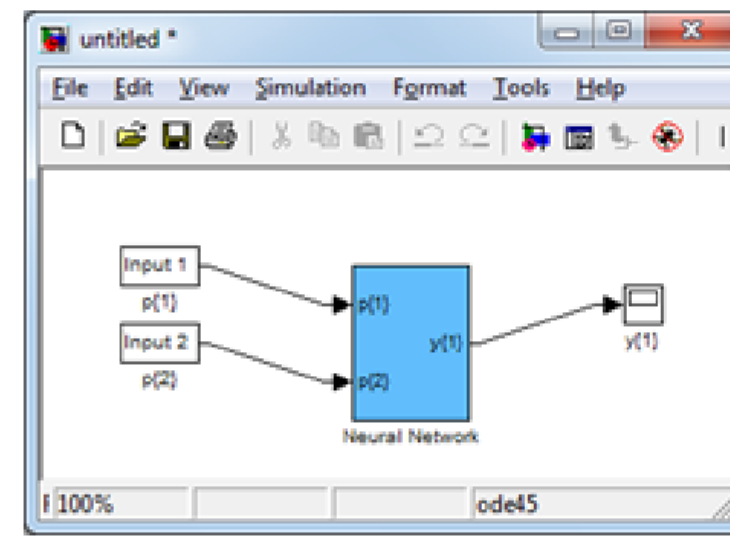 untitled *
File Edit View Simulation Format Tools Help
Input 1
p{1}
Input 2
p{2}
p{1}
y{1}
p{2}
Neural Network
y{1}
100%
ode45